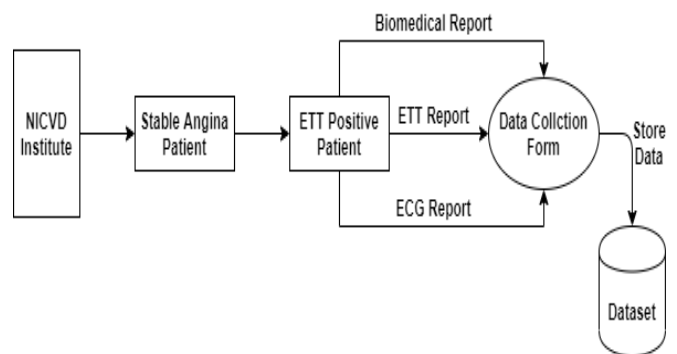 Biomedical Report
NICVD
Institute
Stable Angina
Patient
ETT Positive
Patient
ETT Report
Data Collction
Form
Store
Data
ECG Report
Dataset